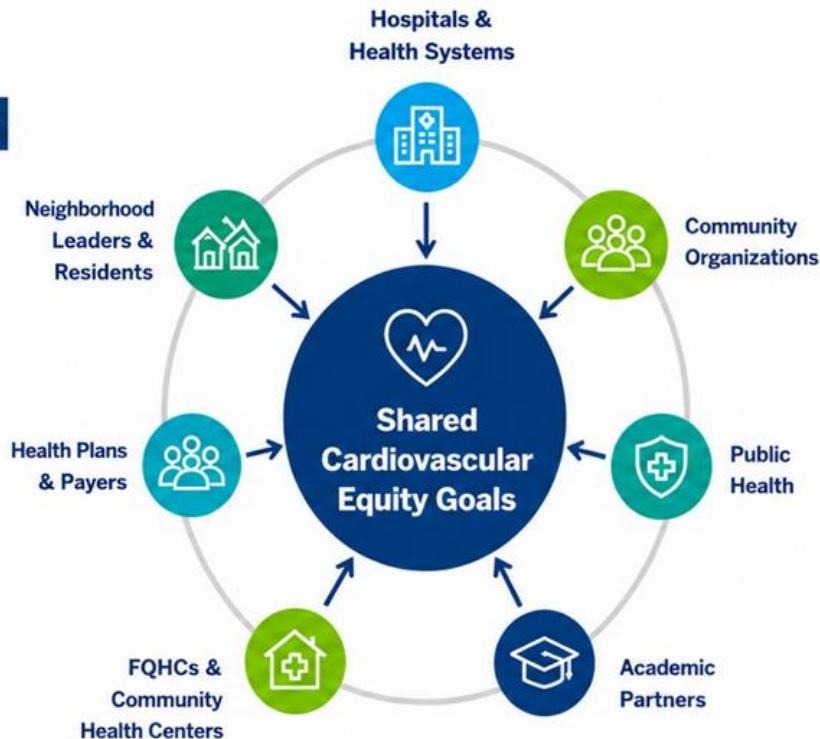 Hospitals &
Health Systems
Neighborhood
Leaders &
Residents
Community
Organizations
Shared
Cardiovascular
Equity Goals
Health Plans
& Payers
Public
Health
FQHCs &
Community
Health Centers
Academic
Partners